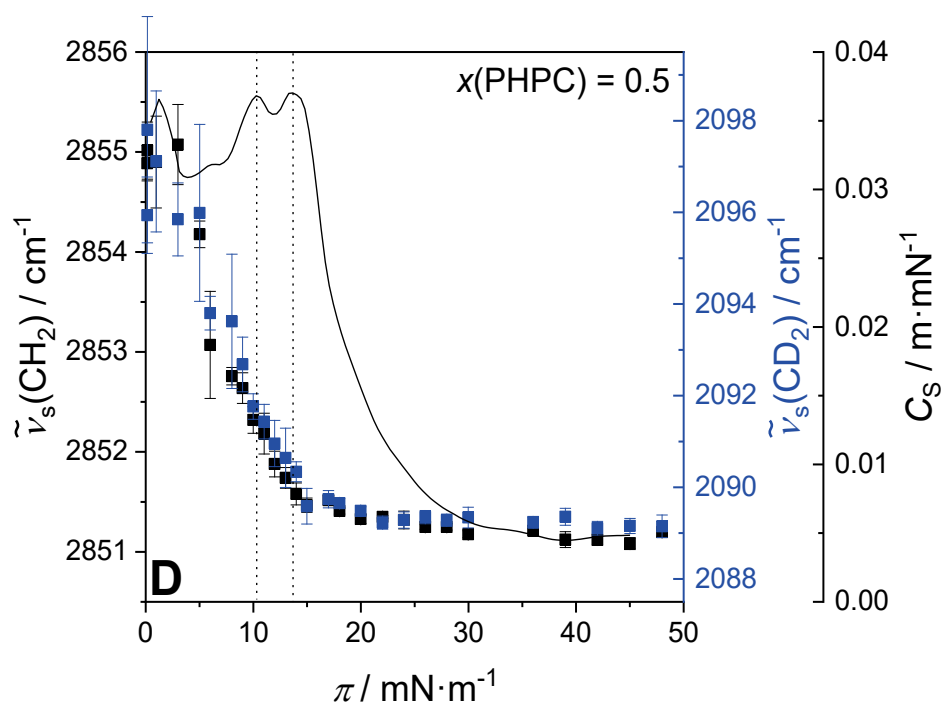 x(PHPC) = 0.5
2856
2855
2854
2853
2852
2851
ṽs(CH2) / cm-1
2098
2096
2094
2092
2090
2088
ṽs(CD2) / cm-1
0.04
0.03
0.02
0.01
0.00
CS / m·mN-1
D
0 10 20 30 40 50
π / mN·m-1